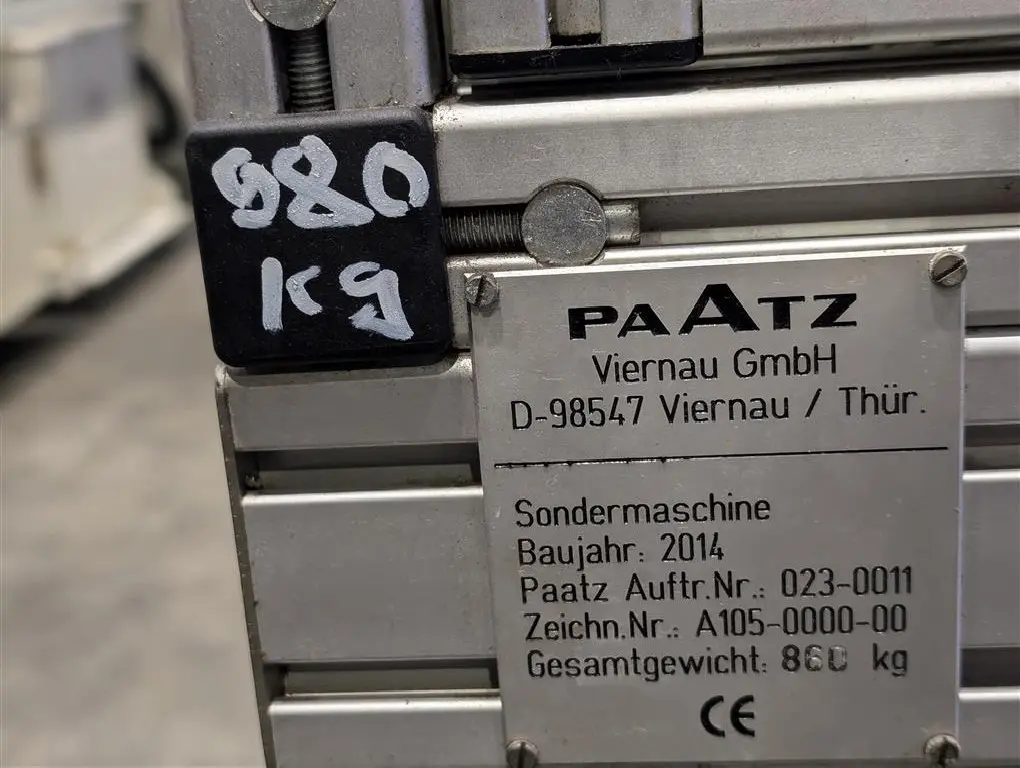 980
kg
PAATZ
Viernau GmbH
D-98547 Viernau / Thür.
Sondermaschine
Baujahr: 2014
Paatz Auftr.Nr.: 023-0011
Zeichn.Nr.: A105-0000-00
Gesamtgewicht: 860 kg
CE